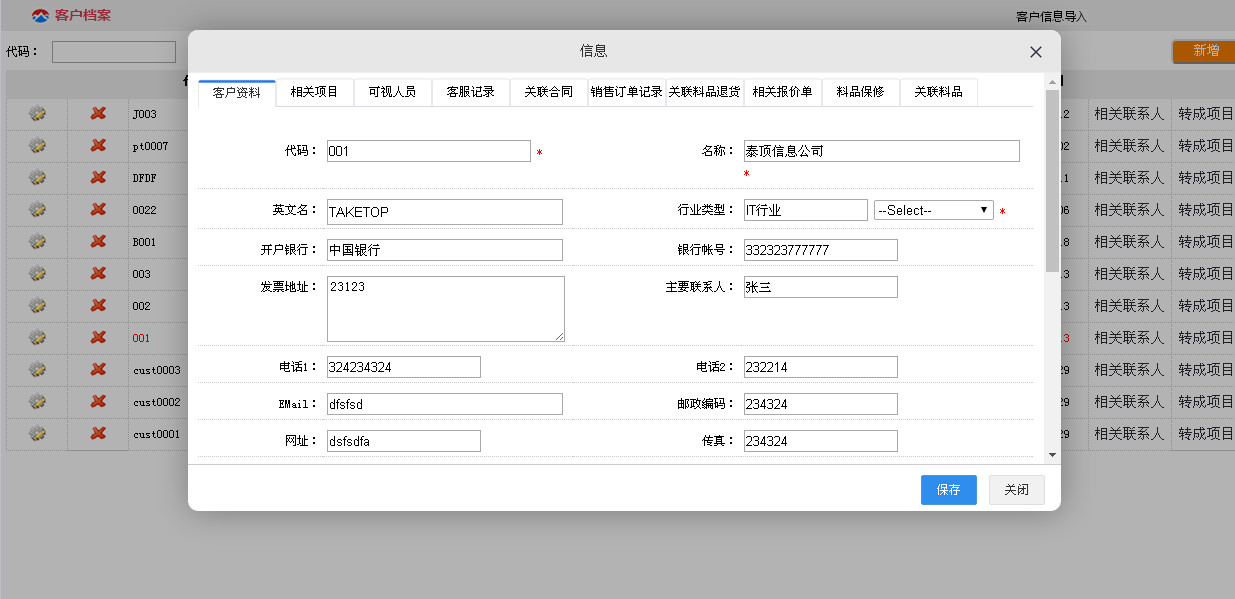 客户档案
客户信息导入
代码：
新增
信息
客户资料 相关项目 可视人员 客服记录 关联合同 销售订单记录 关联料品退货 相关报价单 料品保修 关联料品
代码： 001 * 名称： 泰顶信息公司
*
英文名： TAKETOP 行业类型： IT行业 --Select-- *
开户银行： 中国银行 银行帐号： 332323777777
发票地址： 23123 主要联系人： 张三
电话1： 324234324 电话2： 232214
EMail： dfsfsd 邮政编码： 234324
网址： dsfsdfa 传真： 234324
保存 关闭
J003 相关联系人 转成项目
pt0007 相关联系人 转成项目
DFDF 相关联系人 转成项目
0022 相关联系人 转成项目
B001 相关联系人 转成项目
003 相关联系人 转成项目
002 相关联系人 转成项目
001 相关联系人 转成项目
cust0003 相关联系人 转成项目
cust0002 相关联系人 转成项目
cust0001 相关联系人 转成项目